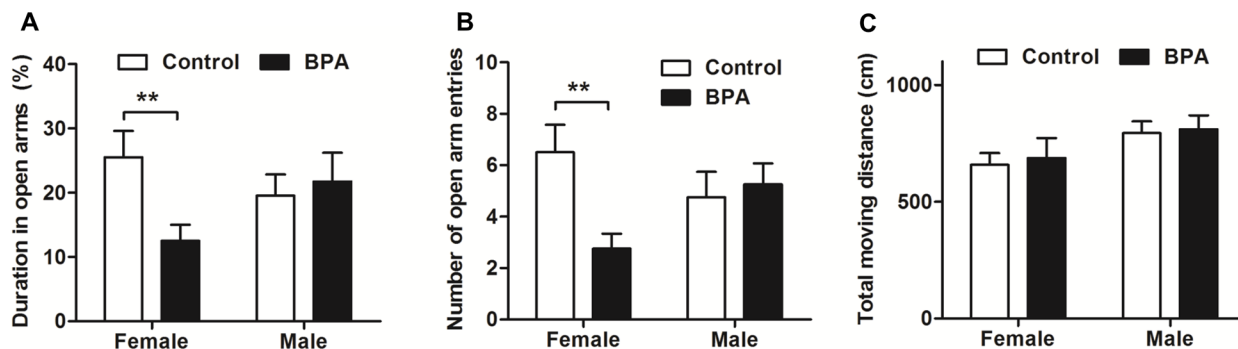 A
Duration in open arms (%)
40
30
20
10
0
Control BPA
**
Female Male
B
Number of open arm entries
10
8
6
4
2
0
Control
BPA
**
Female Male
C
Total moving distance (cm)
1000
500
0
Control BPA
Female Male